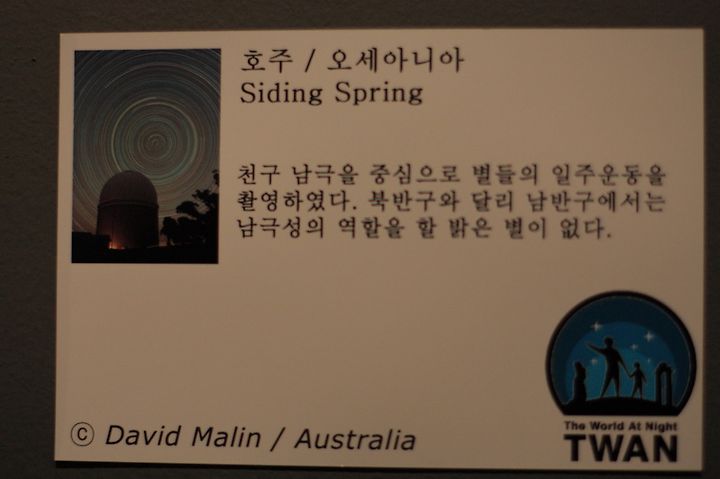 호주 / 오세아니아
Siding Spring
천구 남극을 중심으로 별들의 일주운동을
촬영하였다. 북반구와 달리 남반구에서는
남극성의 역할을 할 밝은 별이 없다.
ⓒ David Malin / Australia
The World At Night
TWAN